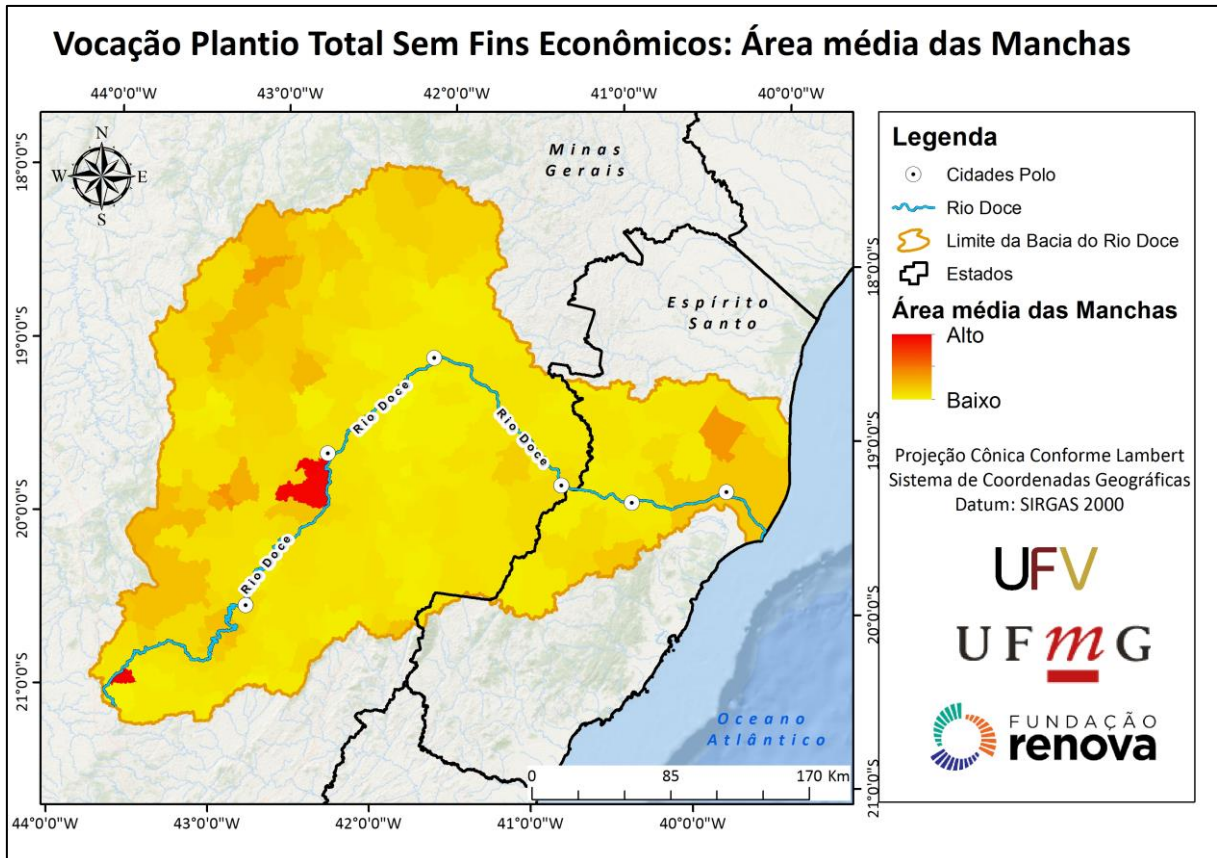 Vocação Plantio Total Sem Fins Econômicos: Área média das Manchas
44°0'0"W 43°0'0"W 42°0'0"W 41°0'0"W 40°0'0"W
18°0'0"S
19°0'0"S
20°0'0"S
21°0'0"S
N
W E
S
Minas
Gerais
Espírito
Santo
Rio Doce
Rio Doce
Rio Doce
Oceano
Atlântico
0 85 170 Km
18°0'0"S
19°0'0"S
20°0'0"S
21°0'0"S
44°0'0"W 43°0'0"W 42°0'0"W 41°0'0"W 40°0'0"W
Legenda
Cidades Polo
Rio Doce
Limite da Bacia do Rio Doce
Estados
Área média das Manchas
Alto
Baixo
Projeção Cônica Conforme Lambert
Sistema de Coordenadas Geográficas
Datum: SIRGAS 2000
UFV
UFmG
FUNDAÇÃO
renova